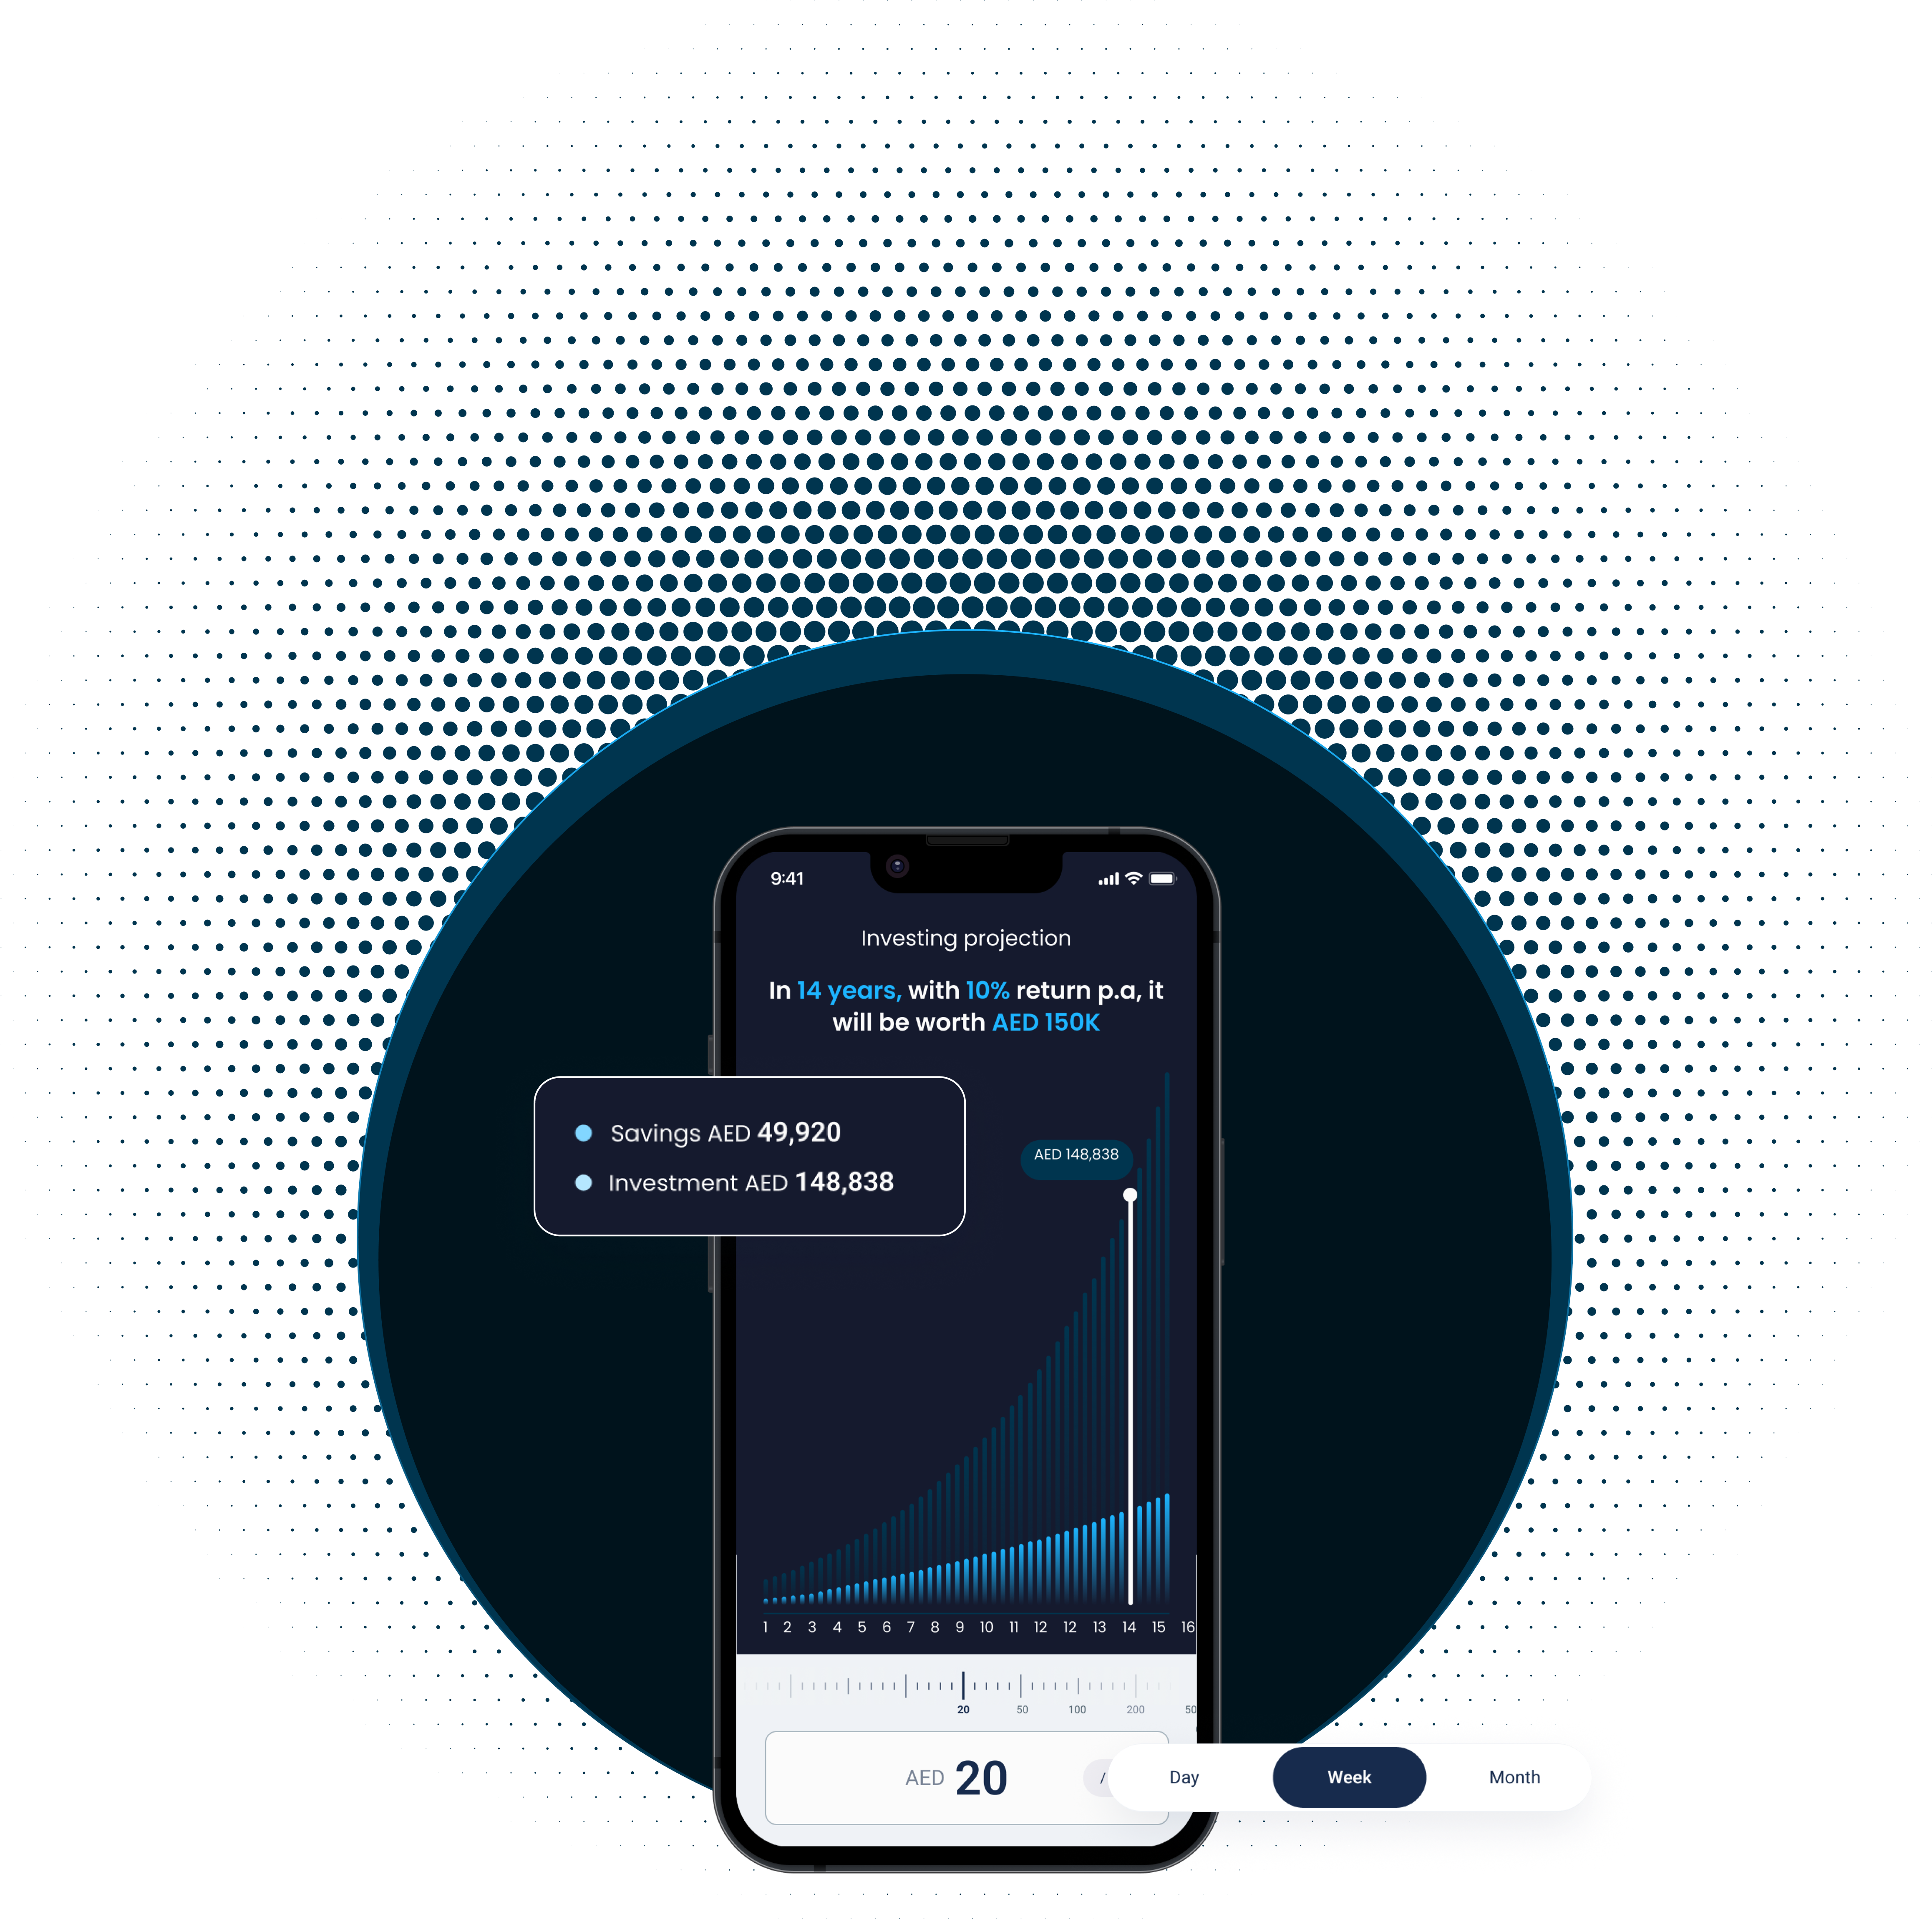 9:41
Investing projection
In 14 years, with 10% return p.a, it
will be worth AED 150K
Savings AED 49,920
Investment AED 148,838
AED 148,838
1 2 3 4 5 6 7 8 9 10 11 12 12 13 14 15 16
20 50 100 200 50
AED 20 /
Day Week Month